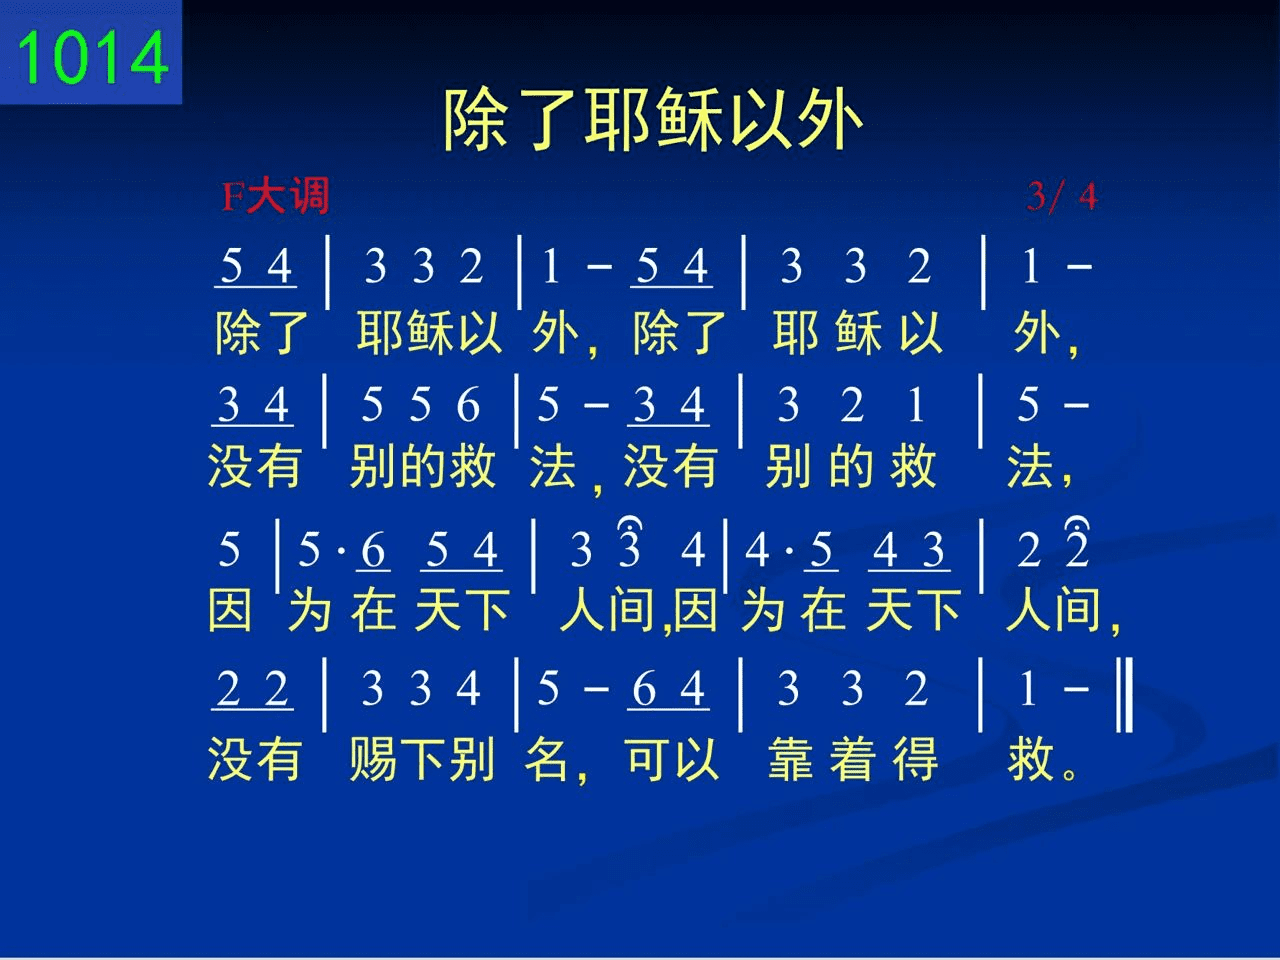 1014
除了耶稣以外
F大调 3/ 4
5 4 | 3 3 2 | 1 - 5 4 | 3 3 2 | 1 -
除了 耶稣以 外，除了 耶 稣 以 外，
3 4 | 5 5 6 | 5 - 3 4 | 3 2 1 | 5 -
没有 别的救 法，没有 别 的 救 法，
5 | 5 · 6 5 4 | 3 3 4 | 4 · 5 4 3 | 2 2
因 为 在 天下 人间，因 为 在 天下 人间，
2 2 | 3 3 4 | 5 - 6 4 | 3 3 2 | 1 - ‖
没有 赐下别 名，可以 靠 着 得 救。